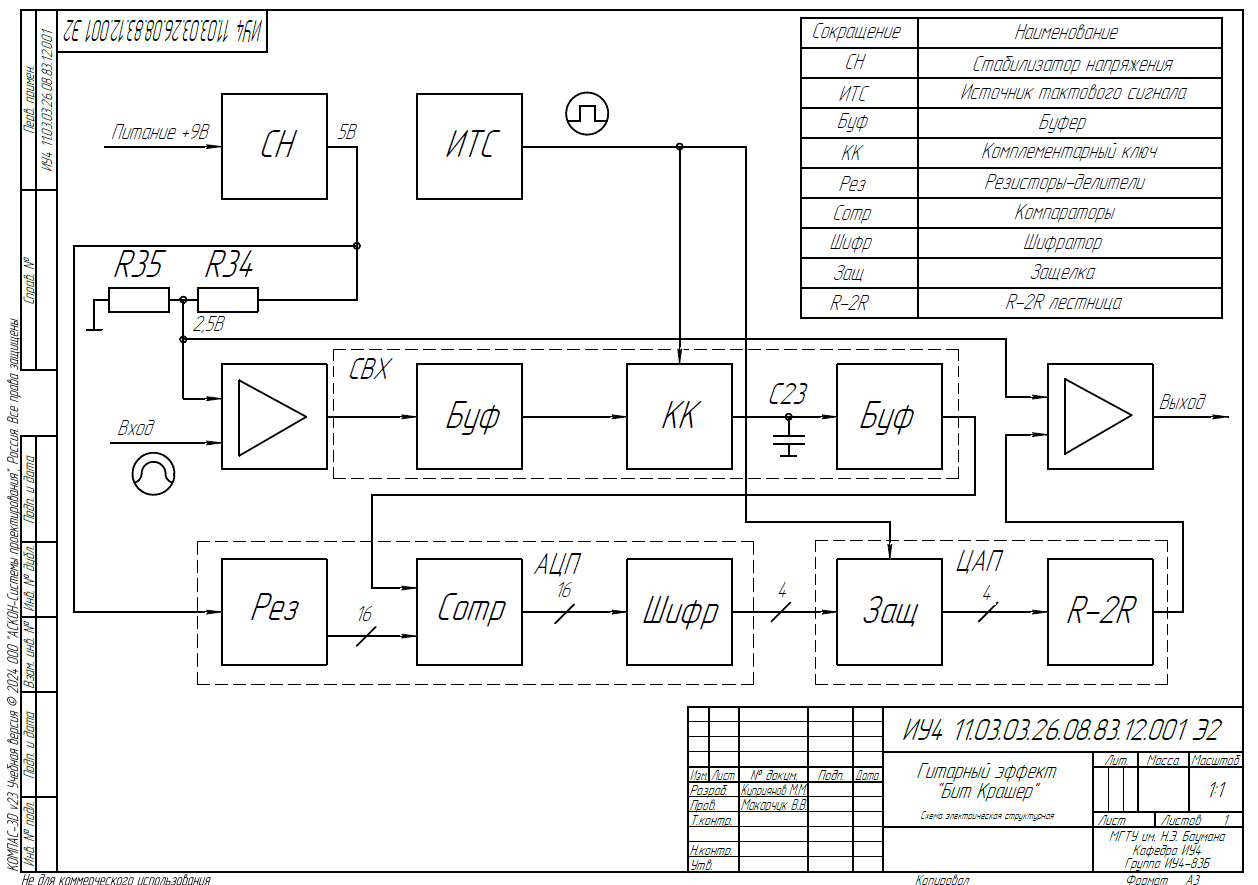 ИУ4 11.03.03.26.08.83.12.001 Э2
Перв. примен.
ИУ4 11.03.03.26.08.83.12.001
Справ. №
Подп. и дата
Инв. № дубл.
Взам. инв. №
Подп. и дата
Инв. № подл.
КОМПАС-3D v23 Учебная версия © 2024 ООО "АСКОН-Системы проектирования", Россия. Все права защищены.
Сокращение Наименование
СН Стабилизатор напряжения
ИТС Источник тактового сигнала
Буф Буфер
КК Комплементарный ключ
Рез Резисторы-делители
Comp Компараторы
Шифр Шифратор
Защ Защелка
R-2R R-2R лестница
Питание +9В
СН
5В
ИТС
R35
R34
2,5В
СВХ
Вход
Буф
КК
C23
Буф
Выход
АЦП
ЦАП
Рез
16
Comp
16
Шифр
4
Защ
4
R-2R
ИУ4 11.03.03.26.08.83.12.001 Э2
Изм. Лист № докум. Подп. Дата
Разраб. Киприянов М.М.
Пров. Макарчук В.В.
Т.контр.
Н.контр.
Утв.
Гитарный эффект
"Бит Крашер"
Схема электрическая структурная
Лит. Масса Масштаб
1:1
Лист Листов 1
МГТУ им. Н.Э. Баумана
Кафедра ИУ4
Группа ИУ4-83Б
Не для коммерческого использования
Копировал
Формат А3